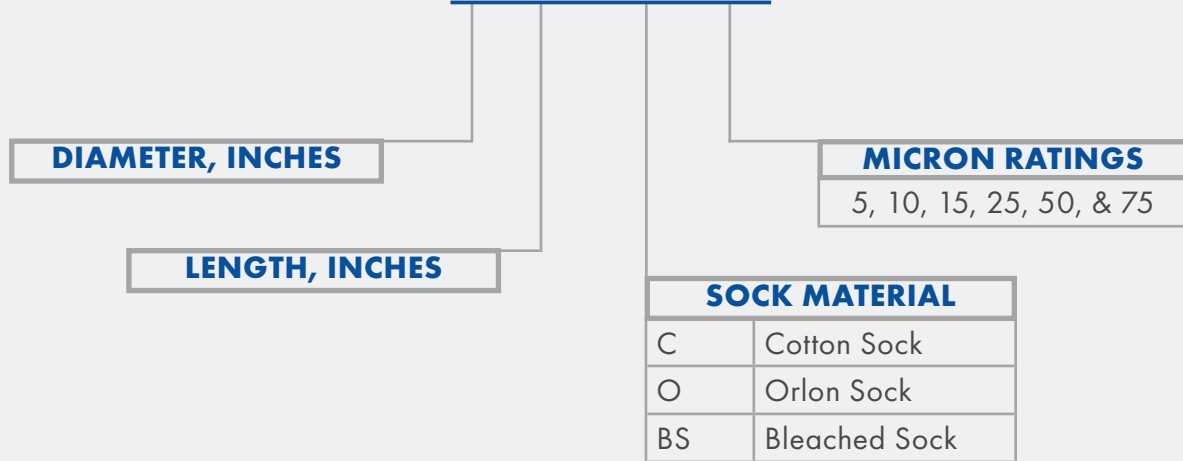 DIAMETER, INCHES
MICRON RATINGS
5, 10, 15, 25, 50, & 75
LENGTH, INCHES
SOCK MATERIAL
C Cotton Sock
O Orlon Sock
BS Bleached Sock